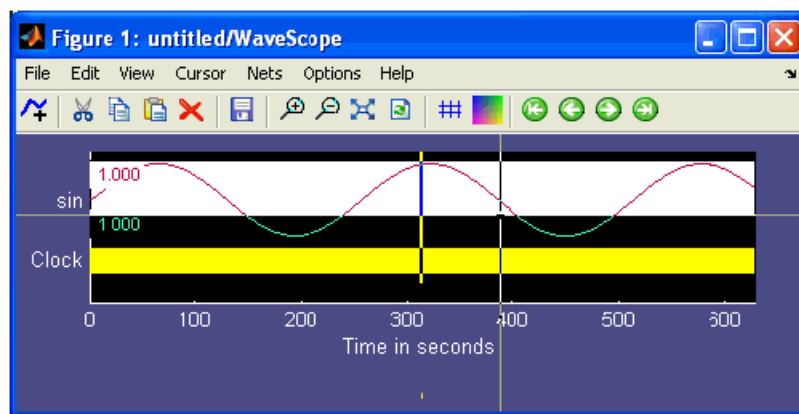 Figure 1: untitled/WaveScope
File Edit View Cursor Nets Options Help
1.000
sin
1 000
Clock
0 100 200 300 400 500 600
Time in seconds